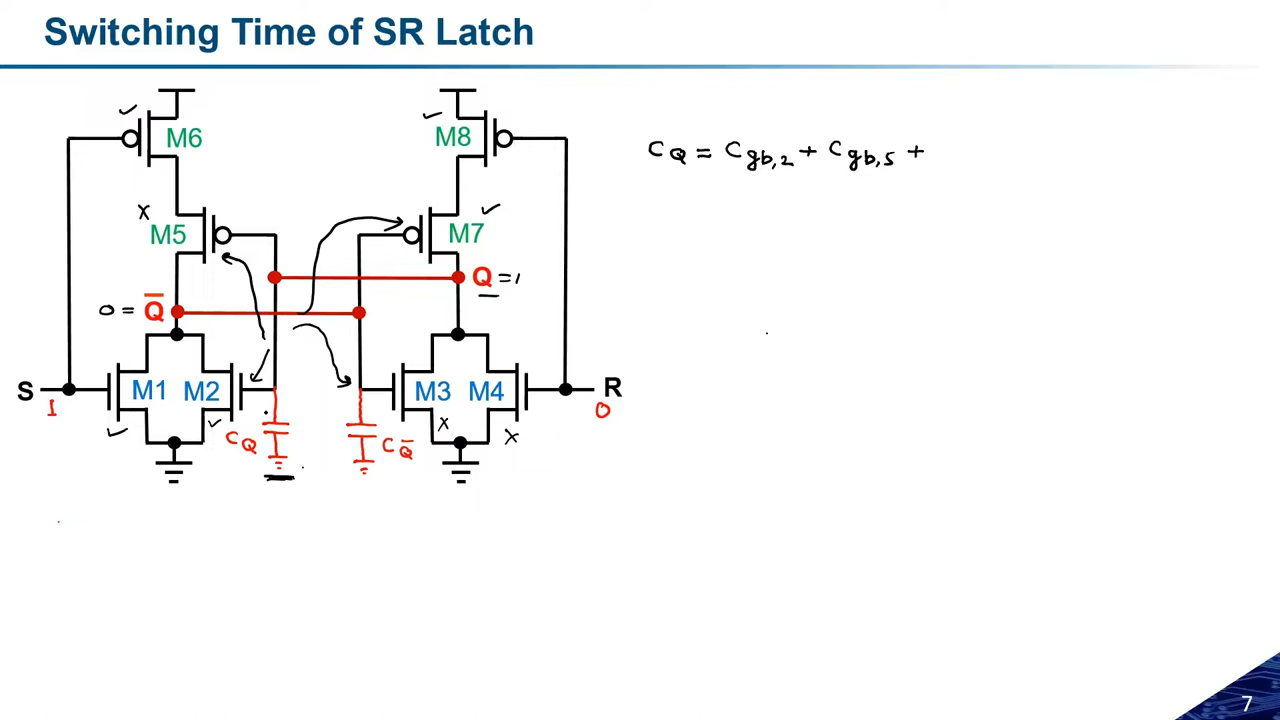 Switching Time of SR Latch
✓ M6
✓ M8
C_Q = C_gb,2 + C_gb,5 +
x M5
M7 ✓
Q = 1
0 = Q̅
S M1 M2 M3 M4 R
1 0
✓ ✓ x x
C_Q C_Q̅
7